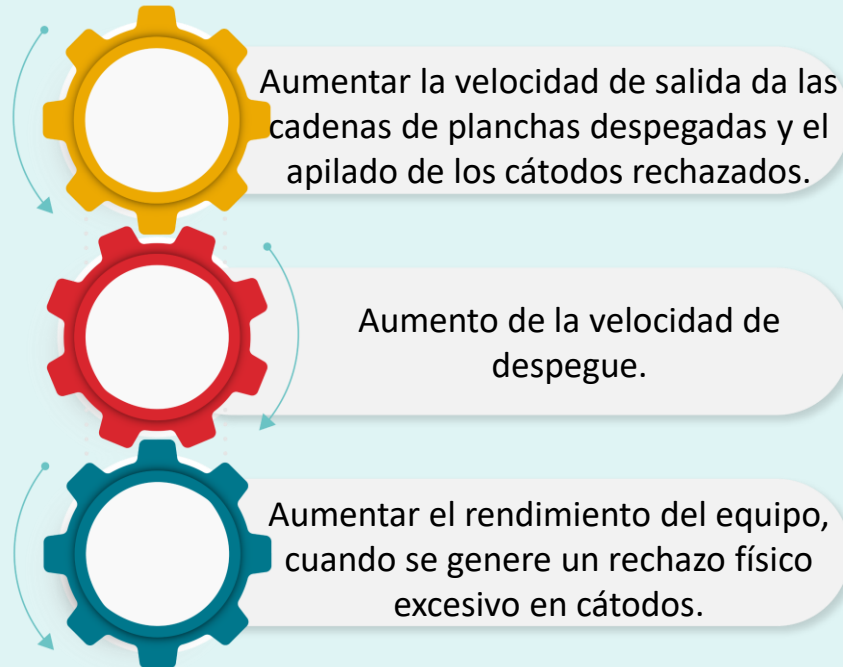 Aumentar la velocidad de salida da las
cadenas de planchas despegadas y el
apilado de los cátodos rechazados.
Aumento de la velocidad de
despegue.
Aumentar el rendimiento del equipo,
cuando se genere un rechazo físico
excesivo en cátodos.